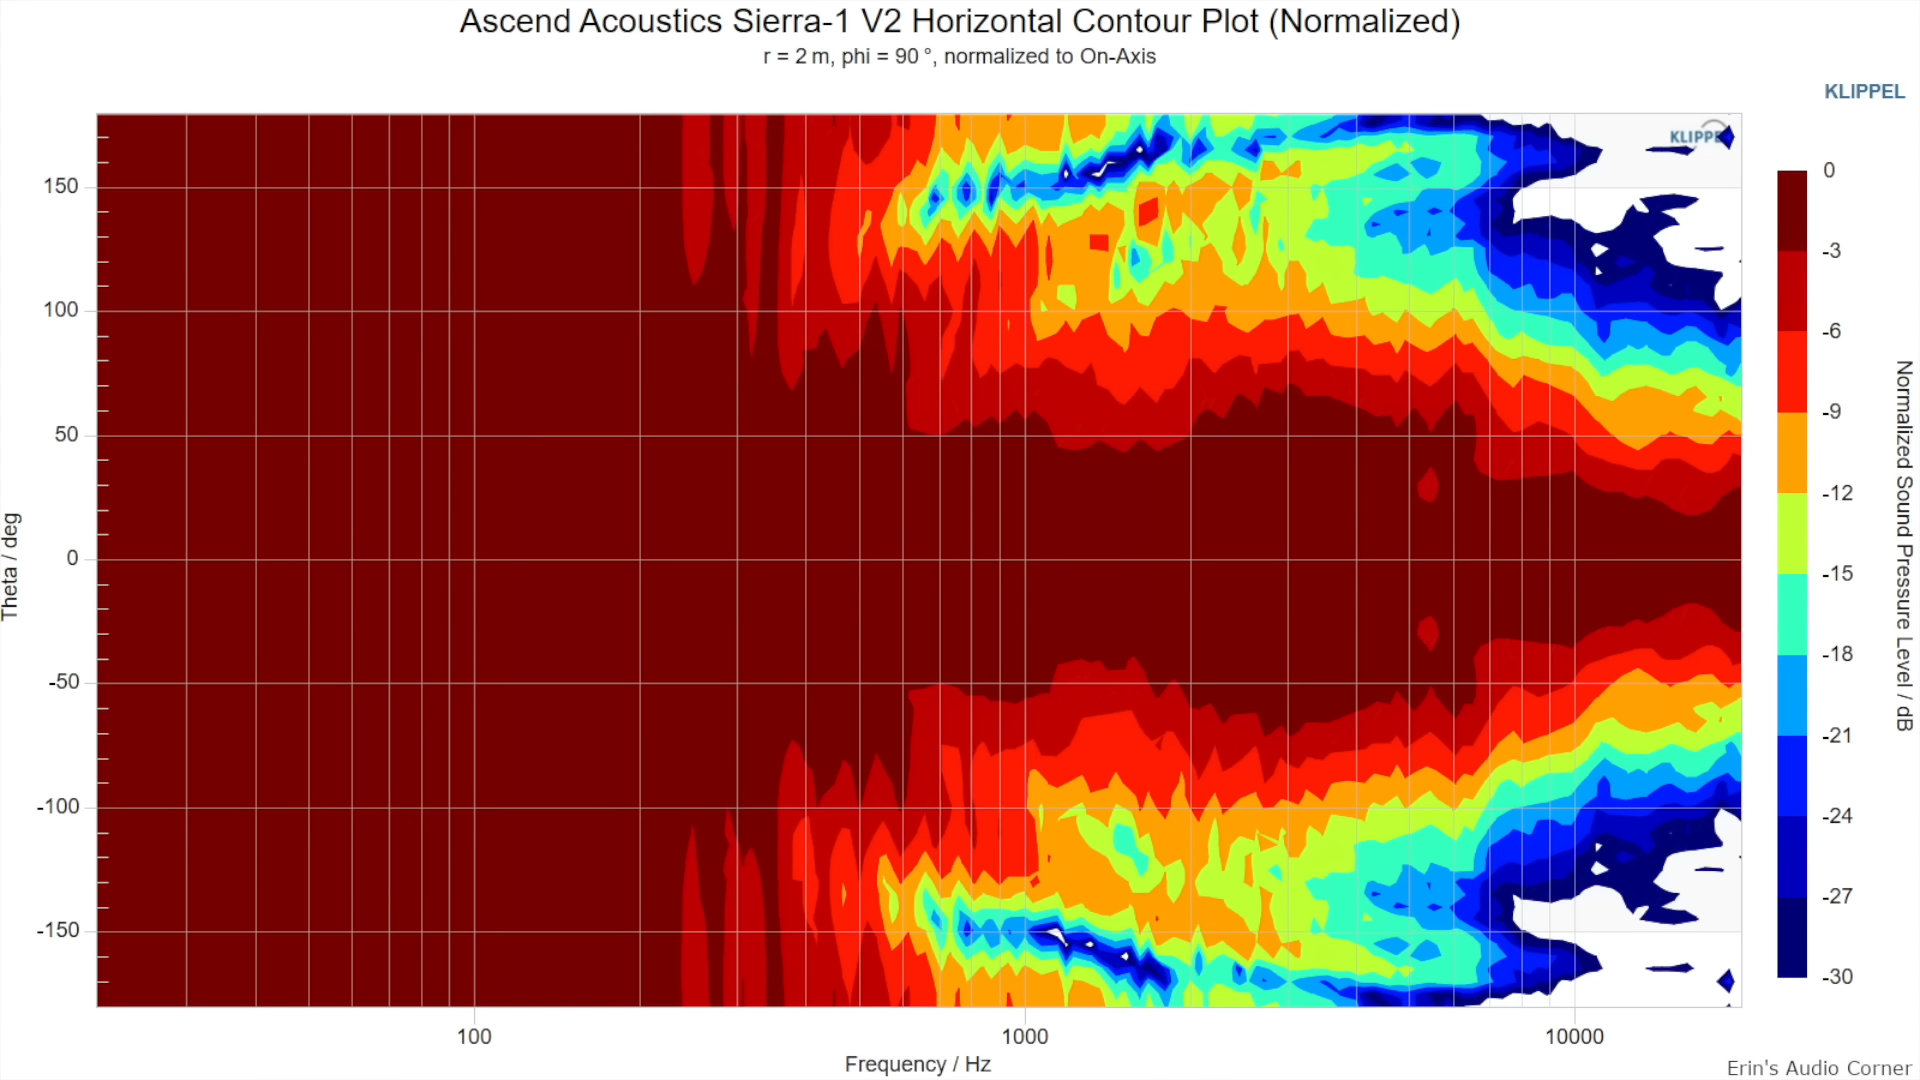 Ascend Acoustics Sierra-1 V2 Horizontal Contour Plot (Normalized)
r = 2 m, phi = 90 °, normalized to On-Axis
KLIPPEL
KLIPPE
0
-3
-6
-9
-12
-15
-18
-21
-24
-27
-30
Normalized Sound Pressure Level / dB
150
100
50
0
-50
-100
-150
Theta / deg
100
1000
10000
Frequency / Hz
Erin's Audio Corner